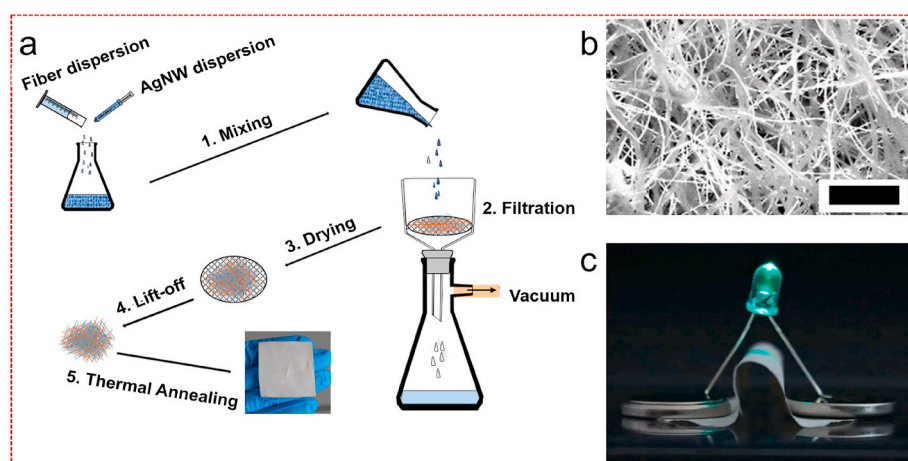 a
Fiber dispersion
AgNW dispersion
1. Mixing
2. Filtration
3. Drying
Vacuum
4. Lift-off
5. Thermal Annealing
b
c